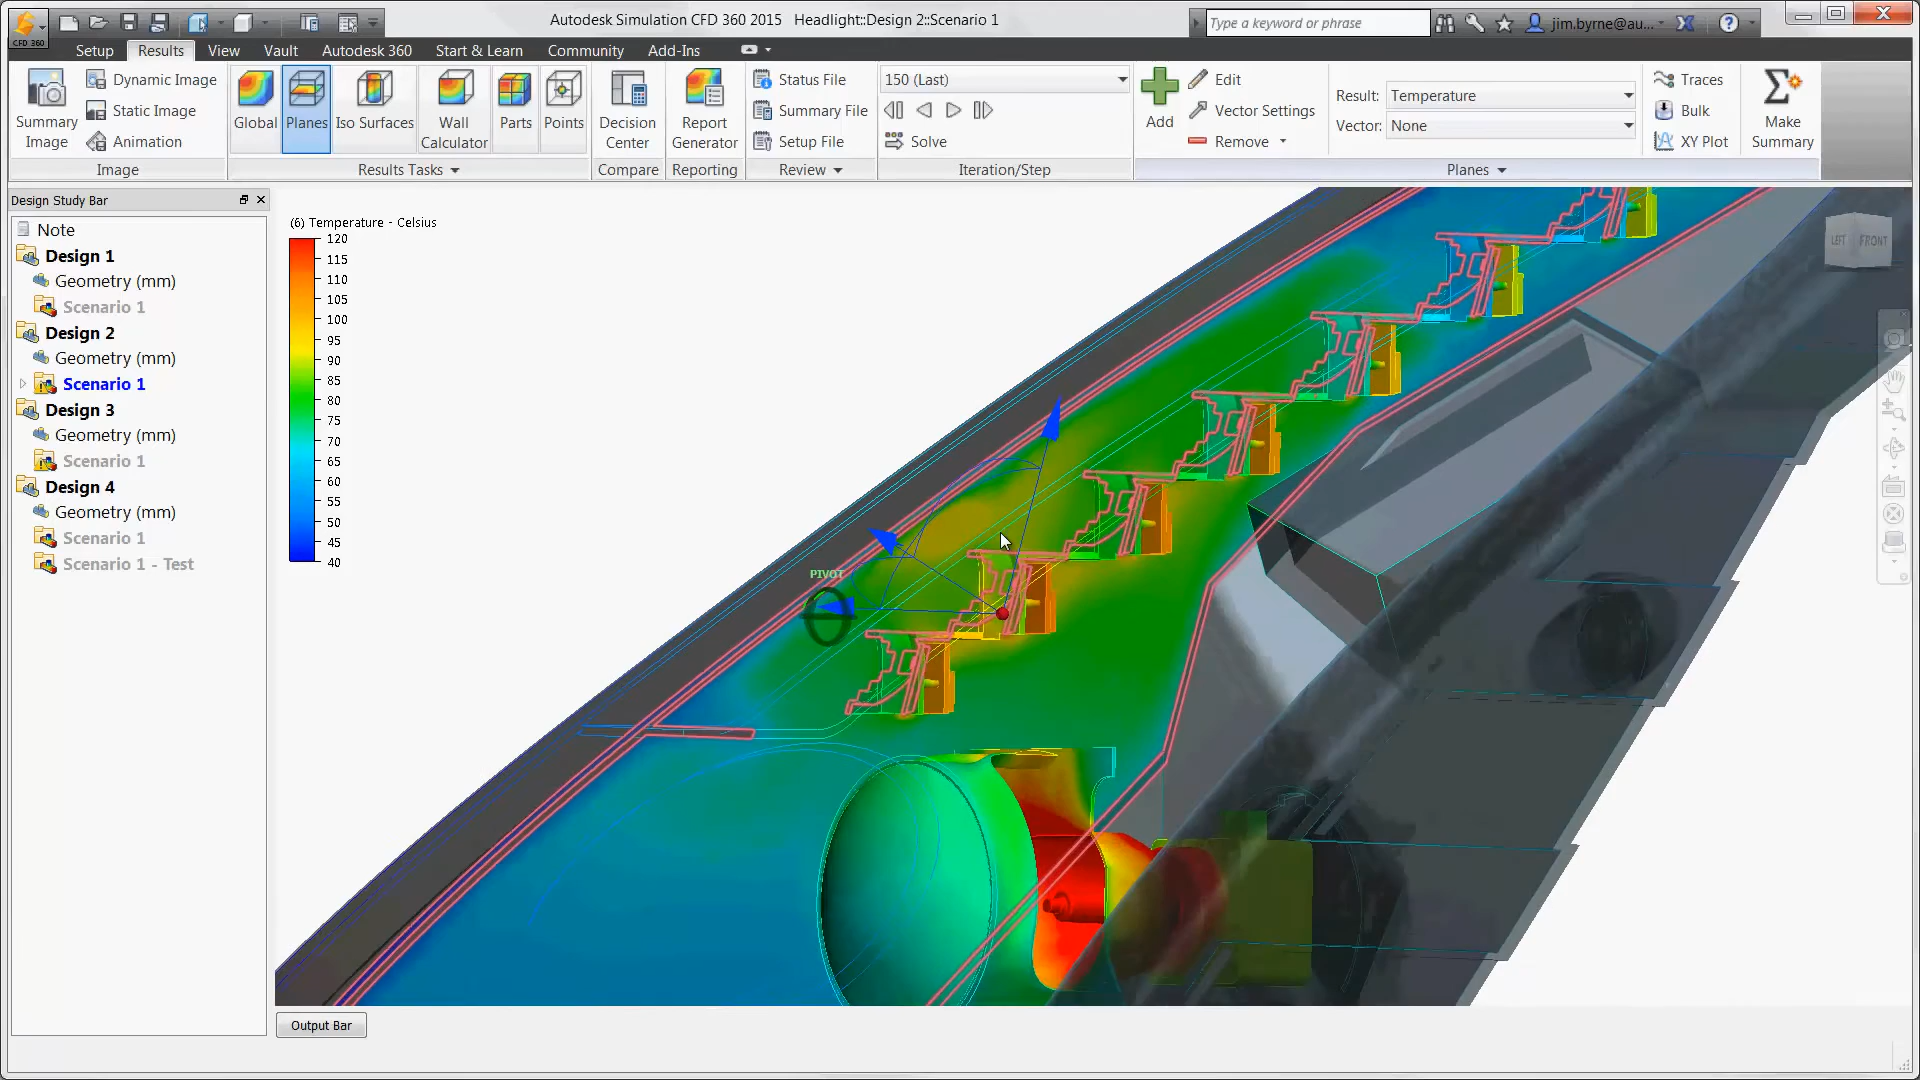 CFD 360
Autodesk Simulation CFD 360 2015 Headlight::Design 2::Scenario 1
Type a keyword or phrase
jim.byrne@au...
Setup Results View Vault Autodesk 360 Start & Learn Community Add-Ins
Summary Image
Dynamic Image
Static Image
Animation
Image
Global
Planes
Iso Surfaces
Wall Calculator
Parts
Points
Results Tasks
Decision Center
Compare
Report Generator
Reporting
Status File
Summary File
Setup File
Review
150 (Last)
Solve
Iteration/Step
Add
Edit
Vector Settings
Remove
Result: Temperature
Vector: None
Traces
Bulk
XY Plot
Make Summary
Planes
Design Study Bar
Note
Design 1
Geometry (mm)
Scenario 1
Design 2
Geometry (mm)
Scenario 1
Design 3
Geometry (mm)
Scenario 1
Design 4
Geometry (mm)
Scenario 1
Scenario 1 - Test
(6) Temperature - Celsius
120
115
110
105
100
95
90
85
80
75
70
65
60
55
50
45
40
PIVOT
LEFT FRONT
Output Bar